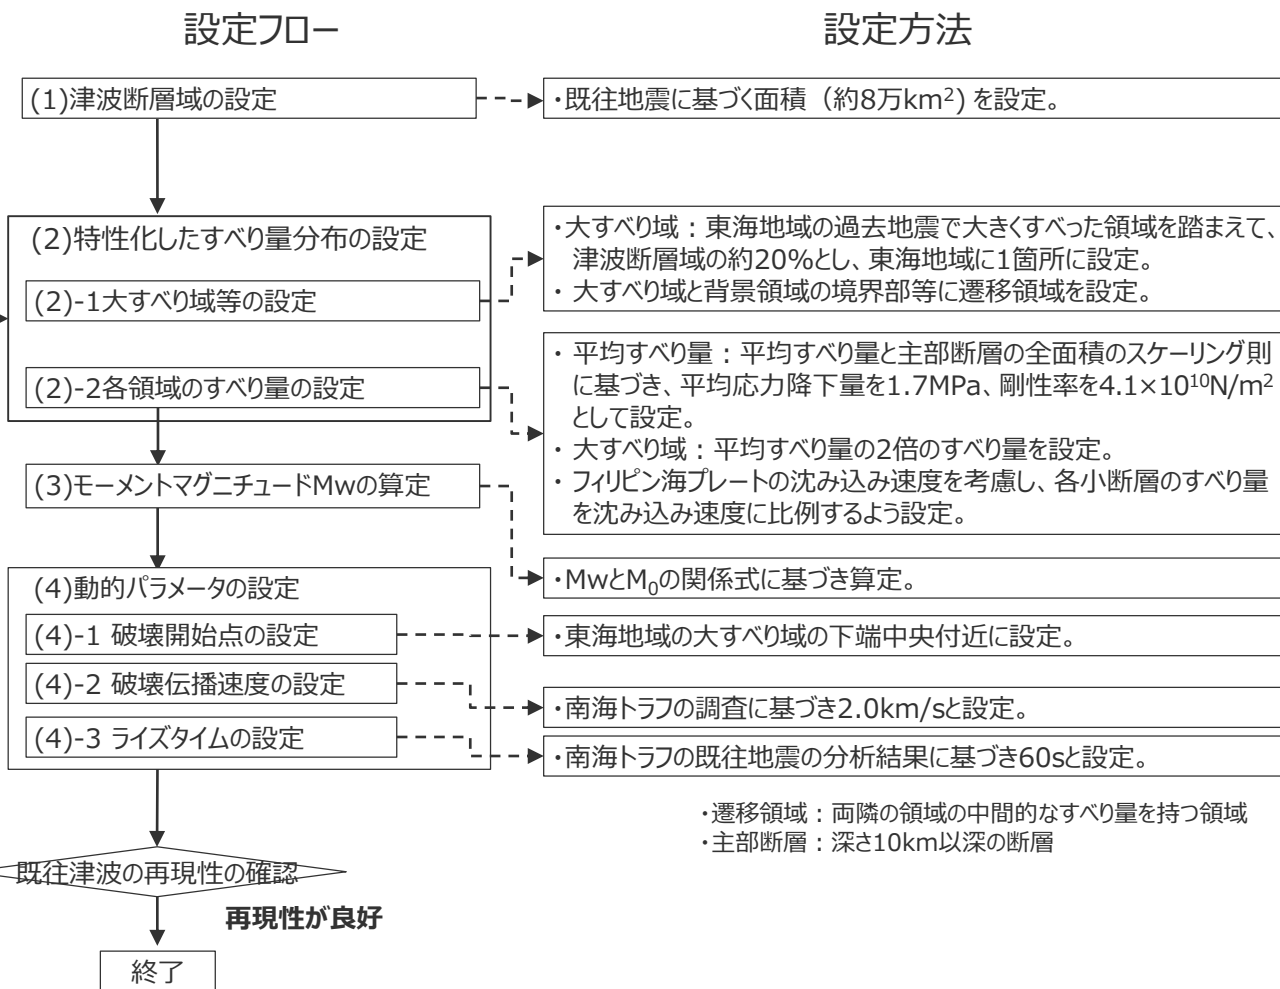 設定フロー
設定方法
(1)津波断層域の設定
・既往地震に基づく面積（約8万km2) を設定。
(2)特性化したすべり量分布の設定
(2)-1大すべり域等の設定
・大すべり域：東海地域の過去地震で大きくすべった領域を踏まえて、
津波断層域の約20%とし、東海地域に1箇所に設定。
・ 大すべり域と背景領域の境界部等に遷移領域を設定。
(2)-2各領域のすべり量の設定
・ 平均すべり量：平均すべり量と主部断層の全面積のスケーリング則
に基づき、平均応力降下量を1.7MPa、剛性率を4.1×10^10N/m2
として設定。
・ 大すべり域：平均すべり量の2倍のすべり量を設定。
・ フィリピン海プレートの沈み込み速度を考慮し、各小断層のすべり量
を沈み込み速度に比例するよう設定。
(3)モーメントマグニチュードMwの算定
・MwとM0の関係式に基づき算定。
(4)動的パラメータの設定
(4)-1 破壊開始点の設定
・東海地域の大すべり域の下端中央付近に設定。
(4)-2 破壊伝播速度の設定
・南海トラフの調査に基づき2.0km/sと設定。
(4)-3 ライズタイムの設定
・南海トラフの既往地震の分析結果に基づき60sと設定。
・遷移領域：両隣の領域の中間的なすべり量を持つ領域
・主部断層：深さ10km以深の断層
既往津波の再現性の確認
再現性が良好
終了